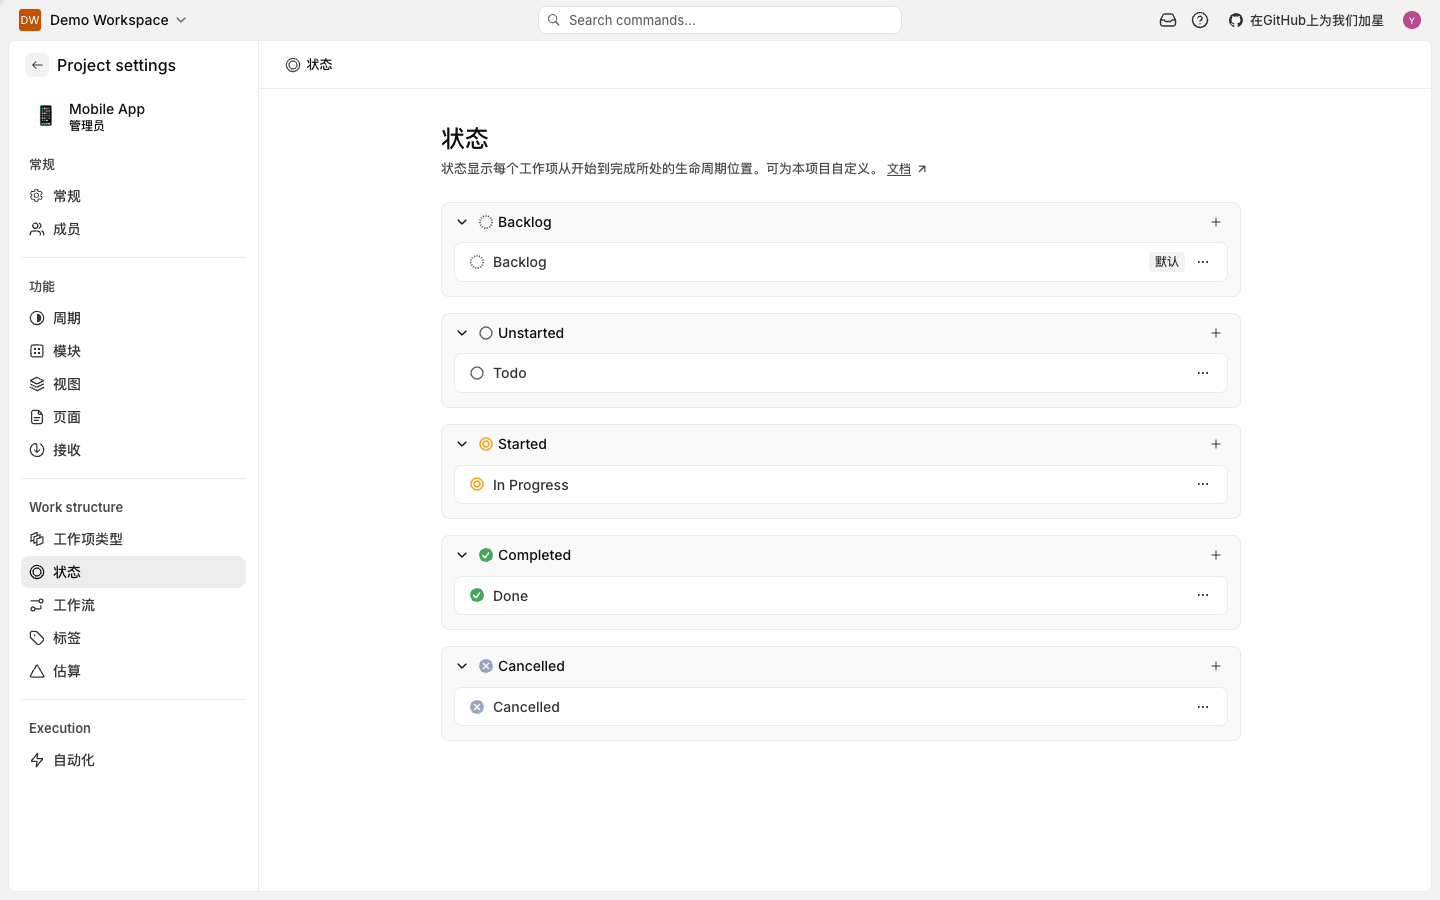 DW Demo Workspace
Search commands...
在GitHub上为我们加星
Y
Project settings
Mobile App
管理员
常规
常规
成员
功能
周期
模块
视图
页面
接收
Work structure
工作项类型
状态
工作流
标签
估算
Execution
自动化
状态
状态
状态显示每个工作项从开始到完成所处的生命周期位置。可为本项目自定义。 文档
Backlog
Backlog
默认
Unstarted
Todo
Started
In Progress
Completed
Done
Cancelled
Cancelled